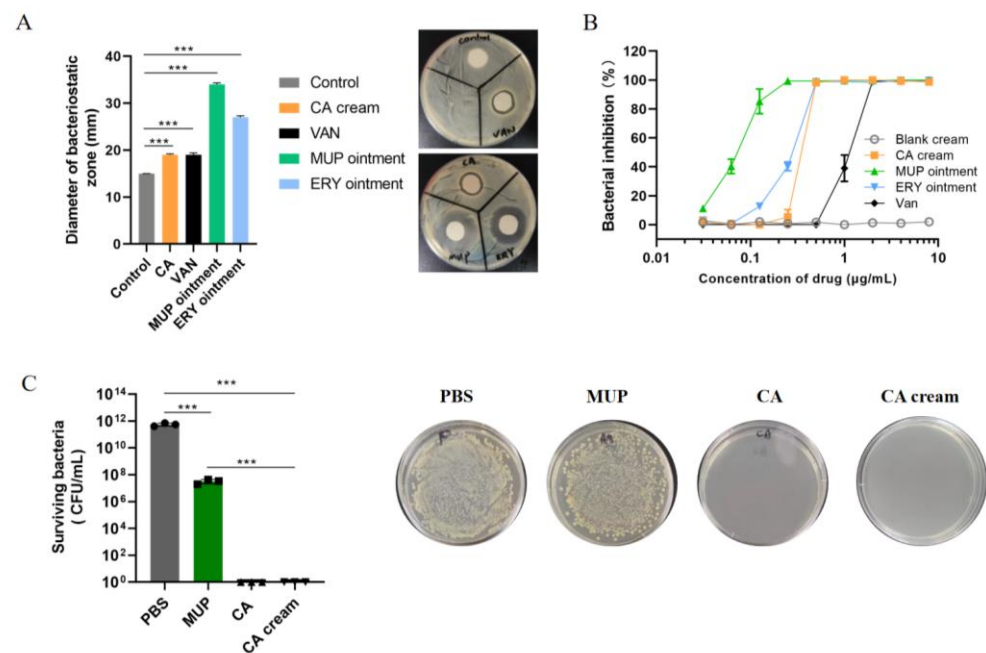 A
Diameter of bacteriostatic
zone (mm)
40
30
20
10
0
***
***
***
***
Control
CA
VAN
MUP ointment
ERY ointment
Control
CA cream
VAN
MUP ointment
ERY ointment
control
VAN
CA
MUP
ERY
B
Bacterial inhibition (%)
120
100
80
60
40
20
0
0.01
0.1
1
10
Concentration of drug (μg/mL)
Blank cream
CA cream
MUP ointment
ERY ointment
Van
C
Surviving bacteria
( CFU/mL)
10^14
10^12
10^10
10^8
10^6
10^4
10^2
10^0
***
***
***
PBS
MUP
CA
CA cream
PBS
MUP
CA
CA cream
CA